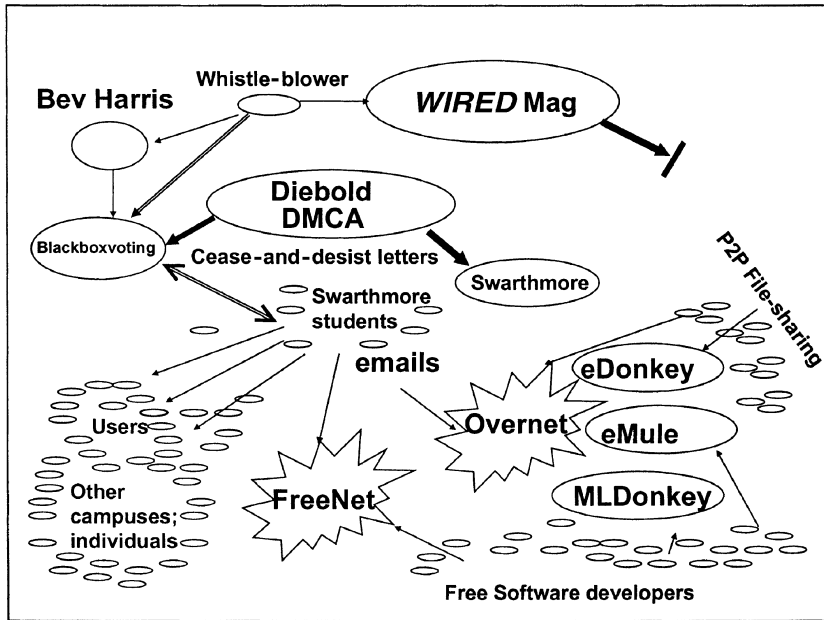 Whistle-blower
Bev Harris
WIRED Mag
Diebold
DMCA
Blackboxvoting
Cease-and-desist letters
Swarthmore
P2P File-sharing
Swarthmore
students
emails
eDonkey
Overnet
eMule
Users
FreeNet
MLDonkey
Other
campuses;
individuals
Free Software developers